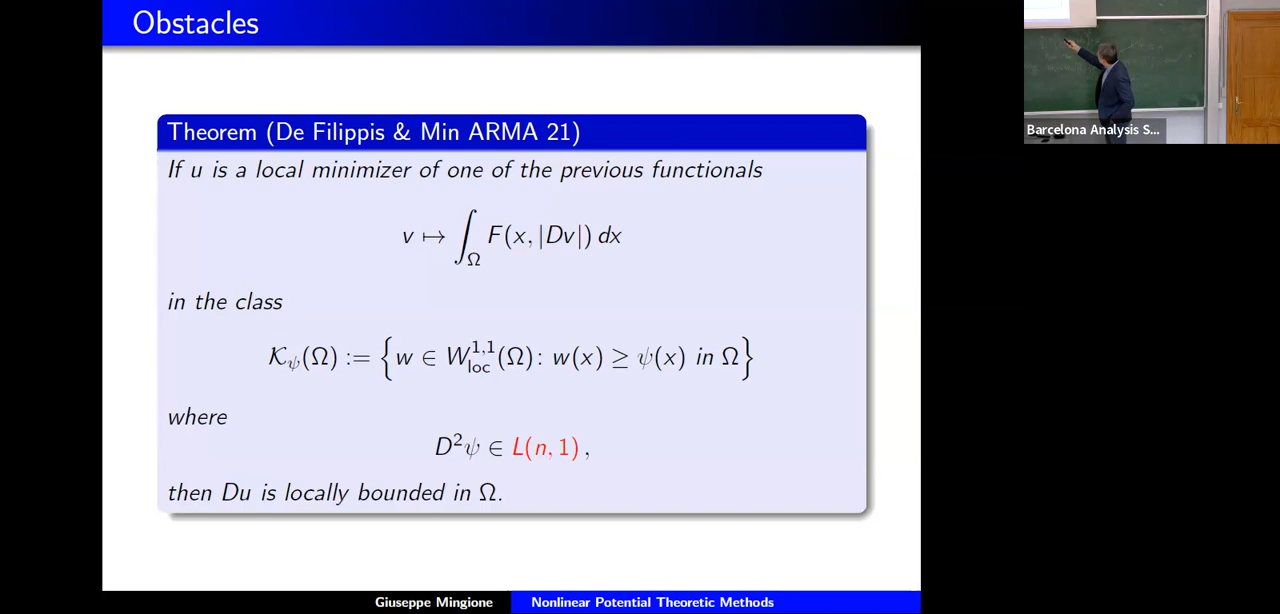 Obstacles
Theorem (De Filippis & Min ARMA 21)
If u is a local minimizer of one of the previous functionals
v ↦ ∫_Ω F(x, |Dv|) dx
in the class
𝒦_ψ(Ω) := { w ∈ W^{1,1}_{loc}(Ω): w(x) ≥ ψ(x) in Ω }
where
D²ψ ∈ L(n, 1) ,
then Du is locally bounded in Ω.
Giuseppe Mingione
Nonlinear Potential Theoretic Methods
Barcelona Analysis S...